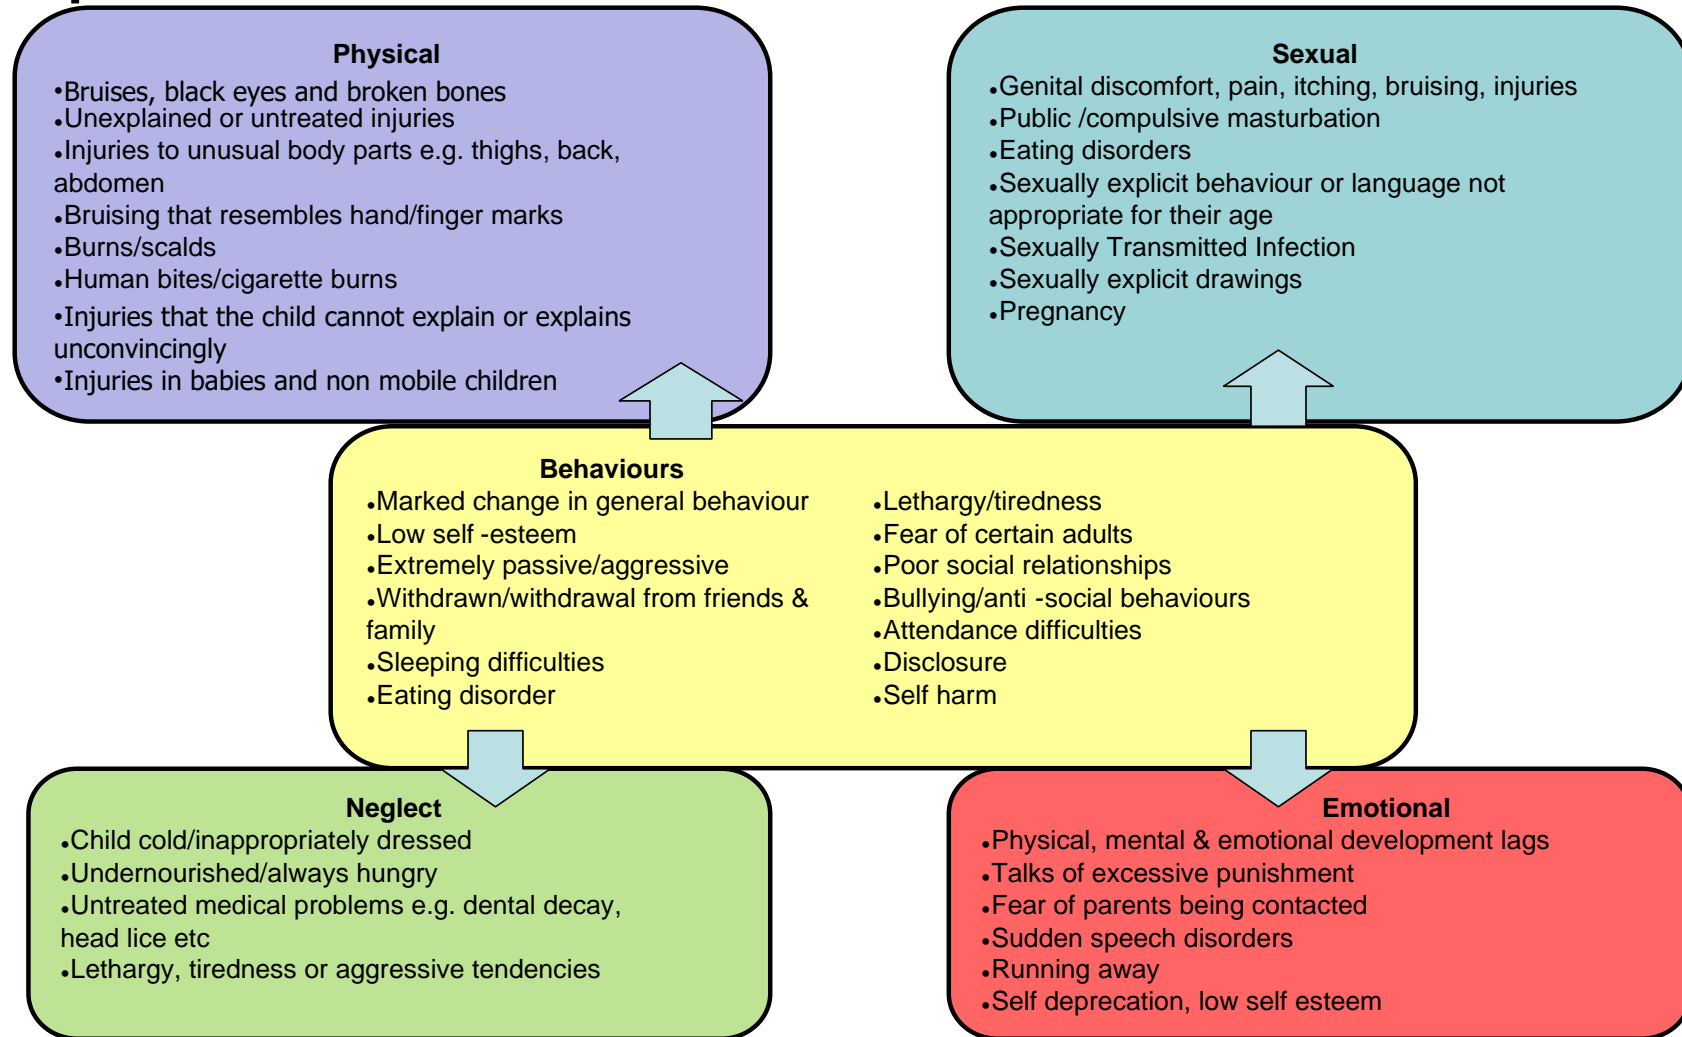 Physical
•Bruises, black eyes and broken bones
•Unexplained or untreated injuries
•Injuries to unusual body parts e.g. thighs, back,
abdomen
•Bruising that resembles hand/finger marks
•Burns/scalds
•Human bites/cigarette burns
•Injuries that the child cannot explain or explains
unconvincingly
•Injuries in babies and non mobile children
Sexual
•Genital discomfort, pain, itching, bruising, injuries
•Public /compulsive masturbation
•Eating disorders
•Sexually explicit behaviour or language not
appropriate for their age
•Sexually Transmitted Infection
•Sexually explicit drawings
•Pregnancy
Behaviours
•Marked change in general behaviour
•Low self -esteem
•Extremely passive/aggressive
•Withdrawn/withdrawal from friends &
family
•Sleeping difficulties
•Eating disorder
•Lethargy/tiredness
•Fear of certain adults
•Poor social relationships
•Bullying/anti -social behaviours
•Attendance difficulties
•Disclosure
•Self harm
Neglect
•Child cold/inappropriately dressed
•Undernourished/always hungry
•Untreated medical problems e.g. dental decay,
head lice etc
•Lethargy, tiredness or aggressive tendencies
Emotional
•Physical, mental & emotional development lags
•Talks of excessive punishment
•Fear of parents being contacted
•Sudden speech disorders
•Running away
•Self deprecation, low self esteem